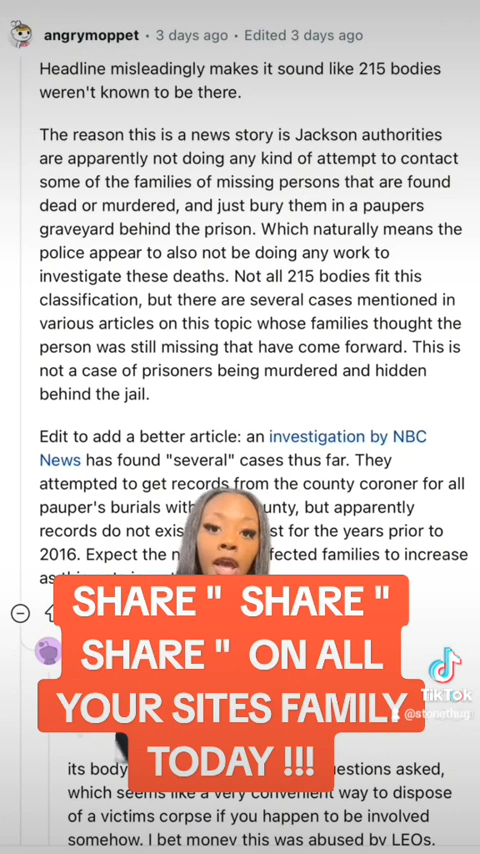 angrymoppet · 3 days ago · Edited 3 days ago
Headline misleadingly makes it sound like 215 bodies
weren't known to be there.
The reason this is a news story is Jackson authorities
are apparently not doing any kind of attempt to contact
some of the families of missing persons that are found
dead or murdered, and just bury them in a paupers
graveyard behind the prison. Which naturally means the
police appear to also not be doing any work to
investigate these deaths. Not all 215 bodies fit this
classification, but there are several cases mentioned in
various articles on this topic whose families thought the
person was still missing that have come forward. This is
not a case of prisoners being murdered and hidden
behind the jail.
Edit to add a better article: an investigation by NBC
News has found "several" cases thus far. They
attempted to get records from the county coroner for all
pauper's burials unty, but apparently
records do not st for the years prior to
2016. Expect the fected families to increase
SHARE " SHARE "
SHARE " ON ALL
YOUR SITES FAMILY
TODAY !!!
TikTok
its body estions asked,
which seems like a very convenient way to dispose
of a victims corpse if you happen to be involved
somehow. I bet money this was abused by LEOs.